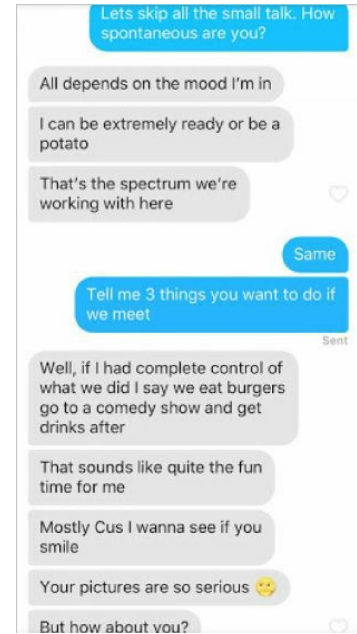 Lets skip all the small talk. How
spontaneous are you?
All depends on the mood I'm in
I can be extremely ready or be a
potato
That's the spectrum we're
working with here
Same
Tell me 3 things you want to do if
we meet
Sent
Well, if I had complete control of
what we did I say we eat burgers
go to a comedy show and get
drinks after
That sounds like quite the fun
time for me
Mostly Cus I wanna see if you
smile
Your pictures are so serious
But how about you?